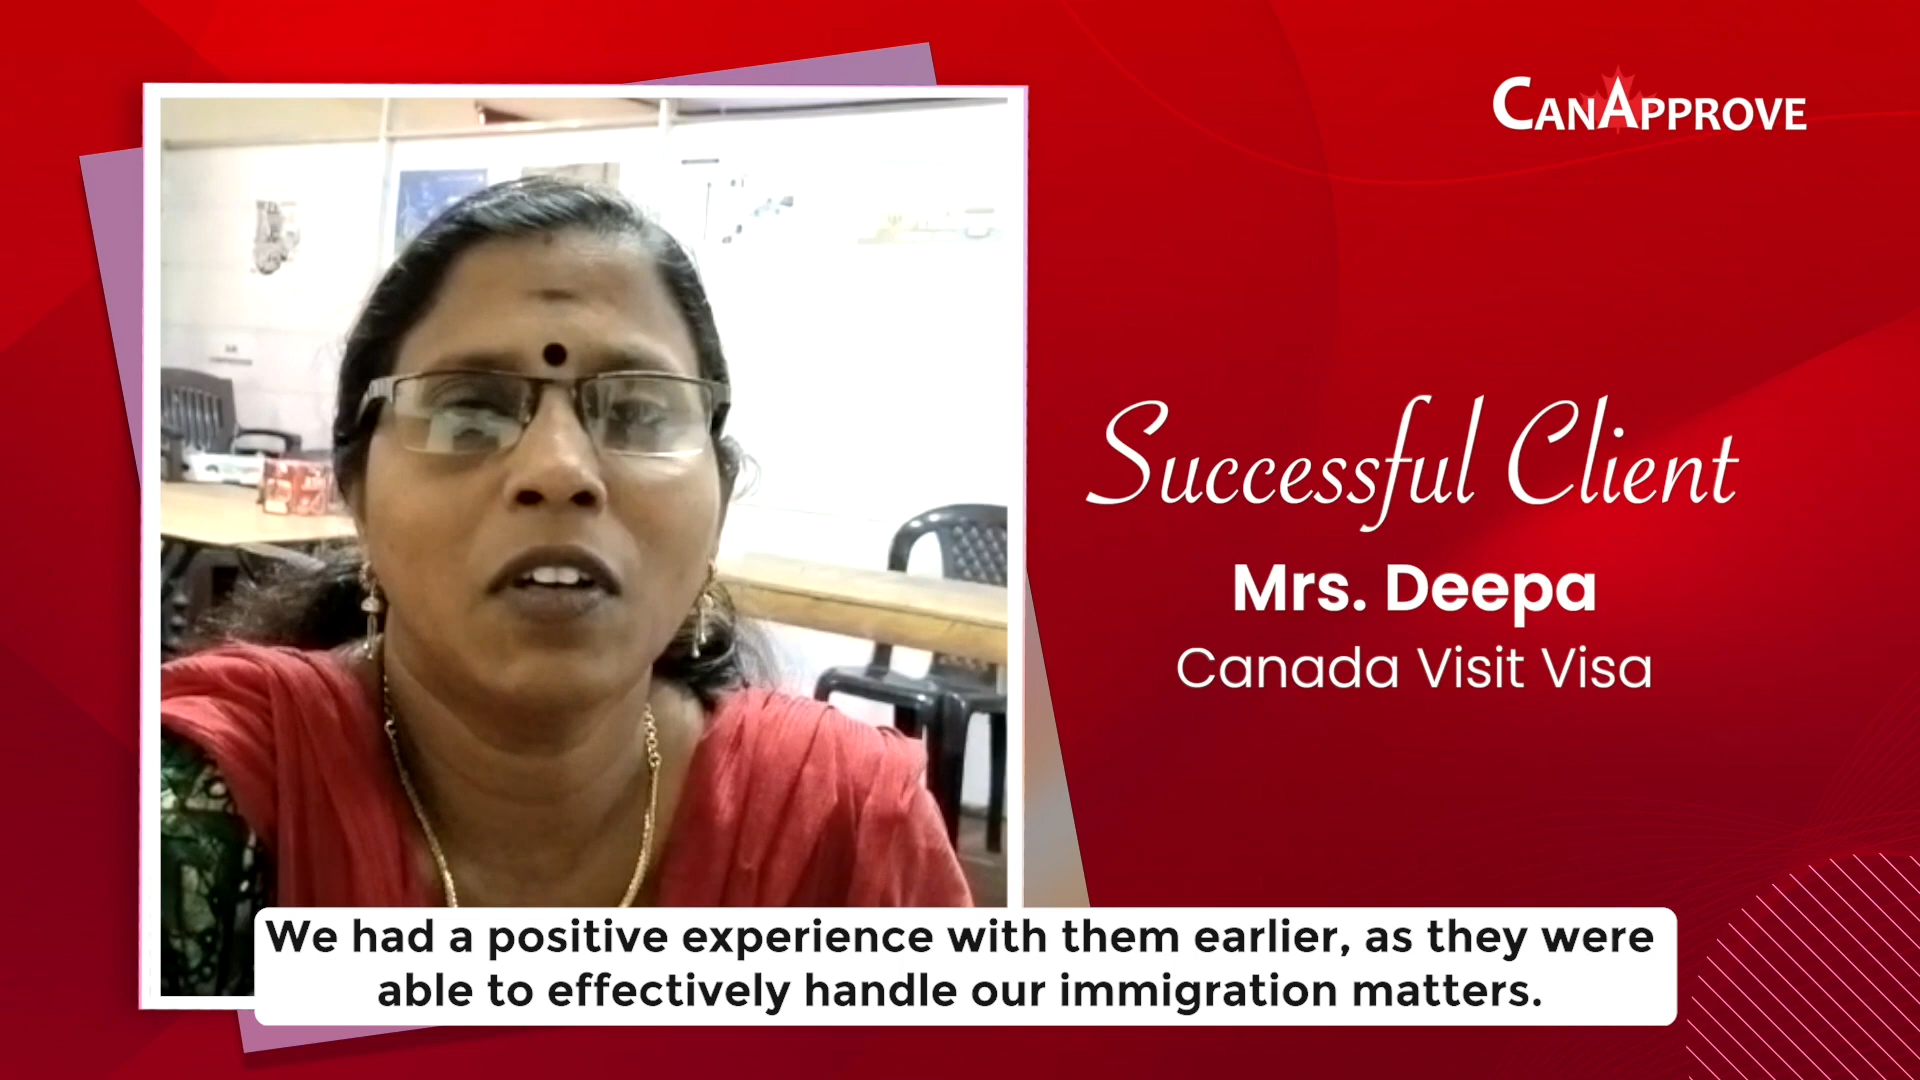 CANAPPROVE
Successful Client
Mrs. Deepa
Canada Visit Visa
We had a positive experience with them earlier, as they were
able to effectively handle our immigration matters.